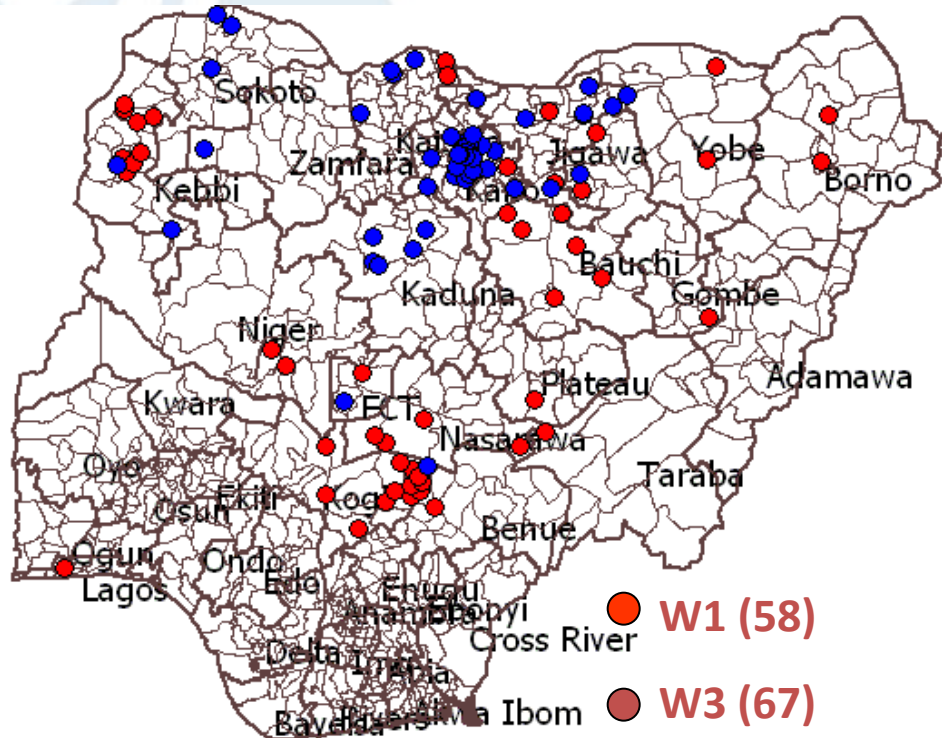 Sokoto
Zamfara
Jigawa
Yobe
Borno
Kebbi
Kano
Bauchi
Kaduna
Gombe
Niger
Plateau
Adamawa
Kwara
FCT
Nasarawa
Oyo
Taraba
Ekiti
Kogi
Osun
Benue
Ogun
Ondo
Lagos
Edo
Enugu
Anambra
Ebonyi
W1 (58)
Cross River
Delta
Imo
W3 (67)
Akwa Ibom
Bayelsa